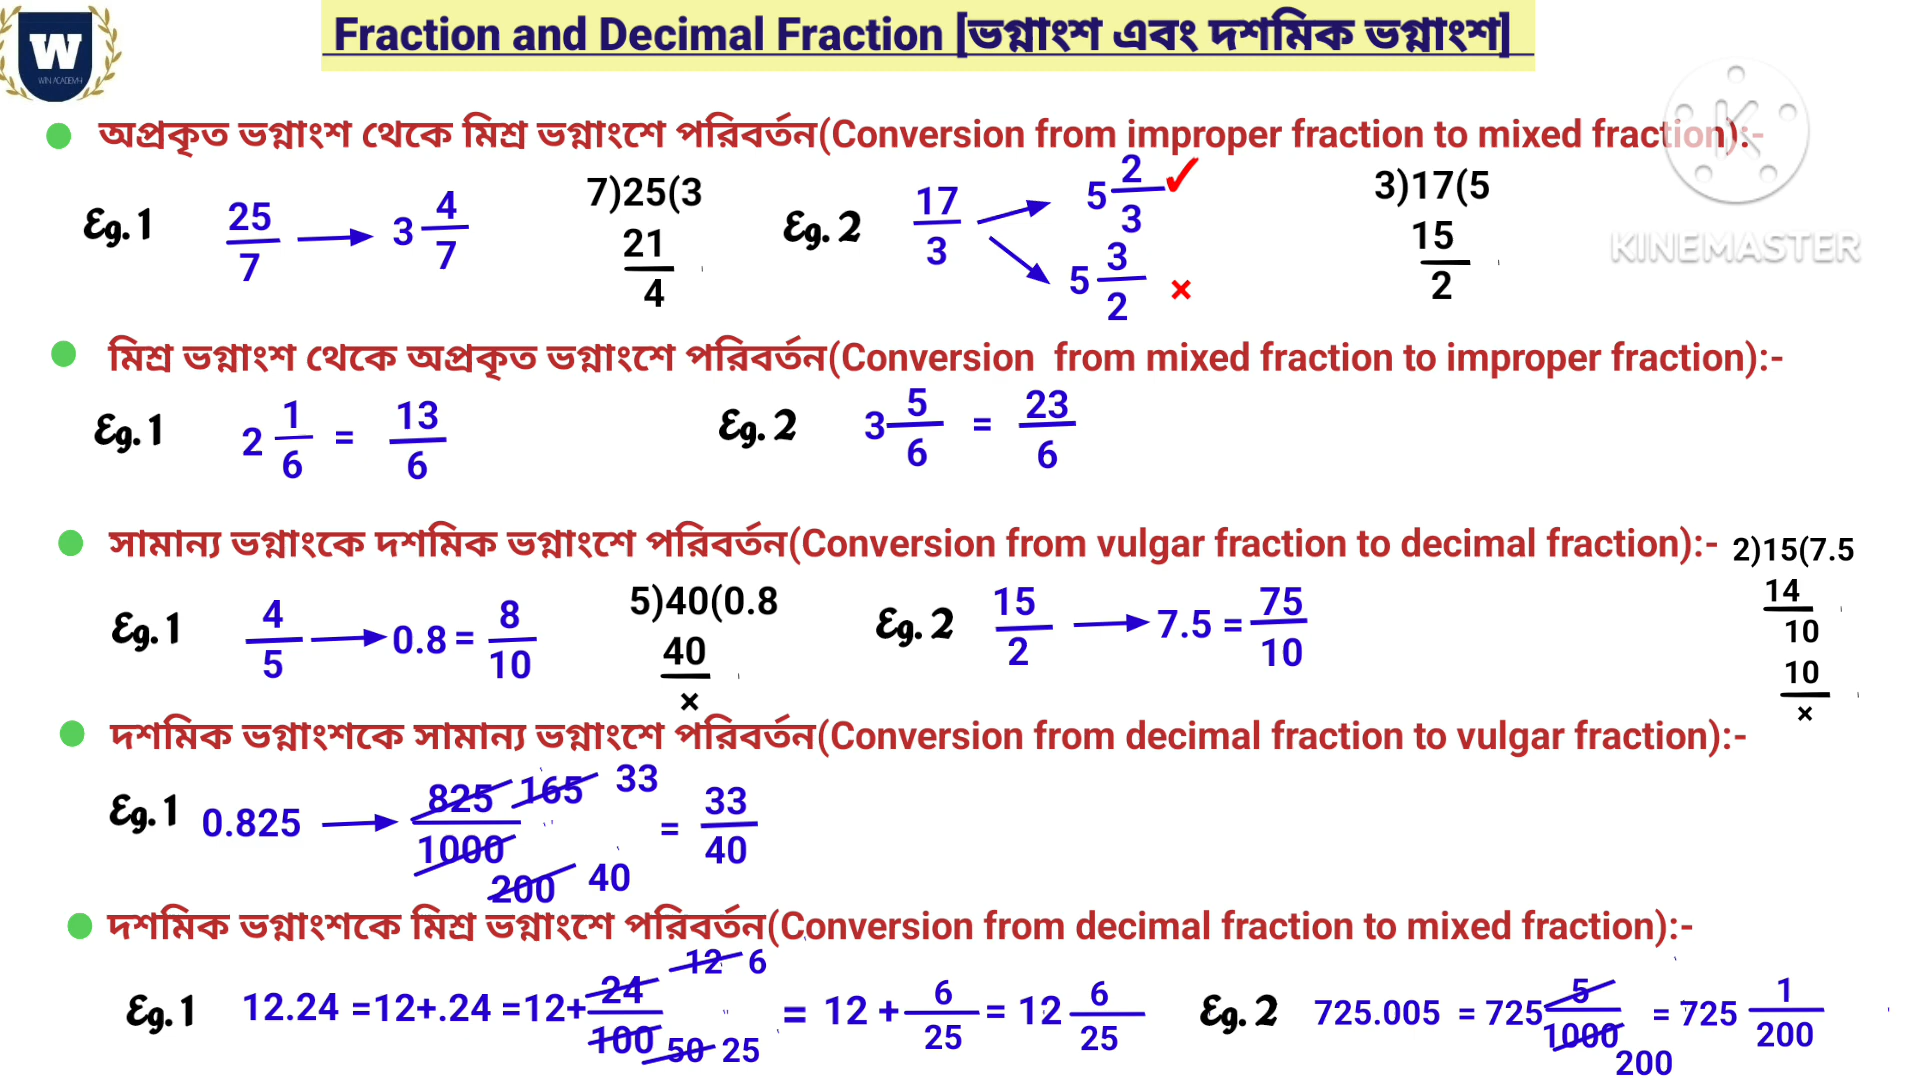 Fraction and Decimal Fraction [ভগ্নাংশ এবং দশমিক ভগ্নাংশ]
W
WIN ACADEMY
অপ্রকৃত ভগ্নাংশ থেকে মিশ্র ভগ্নাংশে পরিবর্তন(Conversion from improper fraction to mixed fraction):-
Eg. 1 25/7 → 3 4/7
7)25(3
21
4
Eg. 2 17/3 → 5 2/3 ✓
5 3/2 ×
3)17(5
15
2
KINEMASTER
মিশ্র ভগ্নাংশ থেকে অপ্রকৃত ভগ্নাংশে পরিবর্তন(Conversion from mixed fraction to improper fraction):-
Eg. 1 2 1/6 = 13/6
Eg. 2 3 5/6 = 23/6
সামান্য ভগ্নাংকে দশমিক ভগ্নাংশে পরিবর্তন(Conversion from vulgar fraction to decimal fraction):-
Eg. 1 4/5 → 0.8 = 8/10
5)40(0.8
40
×
Eg. 2 15/2 → 7.5 = 75/10
2)15(7.5
14
10
10
×
দশমিক ভগ্নাংশকে সামান্য ভগ্নাংশে পরিবর্তন(Conversion from decimal fraction to vulgar fraction):-
Eg. 1 0.825 → 825/1000 165/200 33/40 = 33/40
দশমিক ভগ্নাংশকে মিশ্র ভগ্নাংশে পরিবর্তন(Conversion from decimal fraction to mixed fraction):-
Eg. 1 12.24 =12+.24 =12+24/100 12/50 6/25 = 12 + 6/25 = 12 6/25
Eg. 2 725.005 = 725 5/1000 200 = 725 1/200